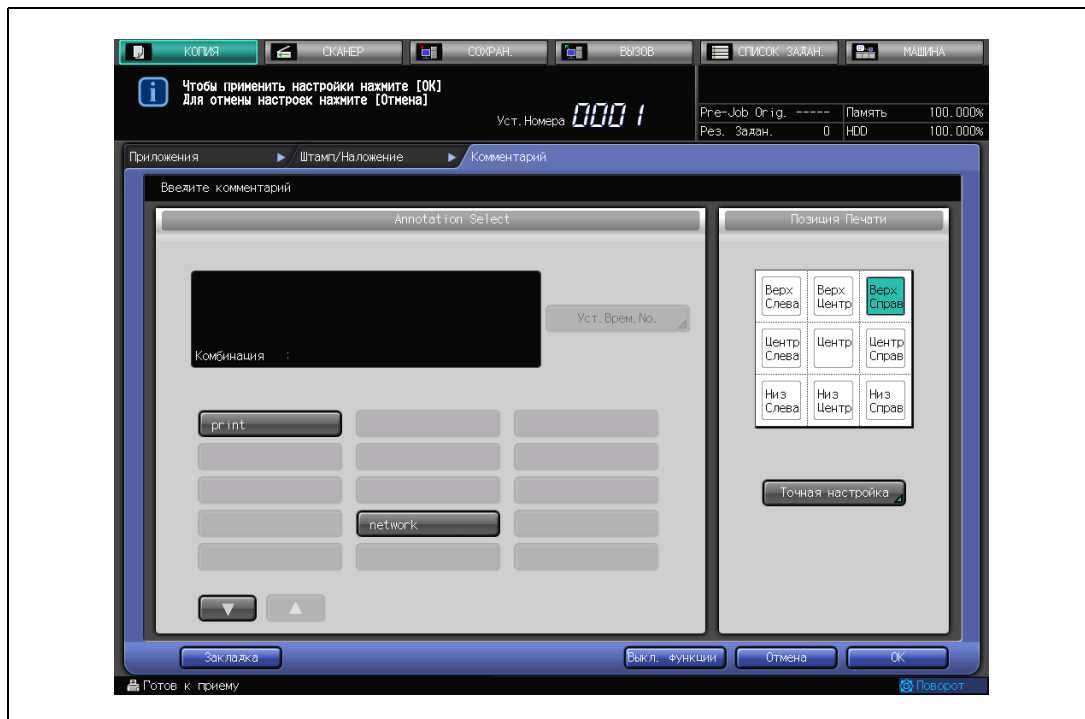 КОПИЯ СКАНЕР СОХРАН. ВЫЗОВ СПИСОК ЗАДАН. МАШИНА
Чтобы применить настройки нажмите [OK]
Для отмены настроек нажмите [Отмена]
Уст.Номера 0001
Pre-Job Orig. ----- Память 100.000%
Рез. Задан. 0 HDD 100.000%
Приложения Штамп/Наложение Комментарий
Введите комментарий
Annotation Select
Комбинация :
Уст.Врем.No.
print
network
Позиция Печати
Верх Слева
Верх Центр
Верх Справ
Центр Слева
Центр
Центр Справ
Низ Слева
Низ Центр
Низ Справ
Точная настройка
Закладка Выкл. функции Отмена OK
Готов к приему Поворот